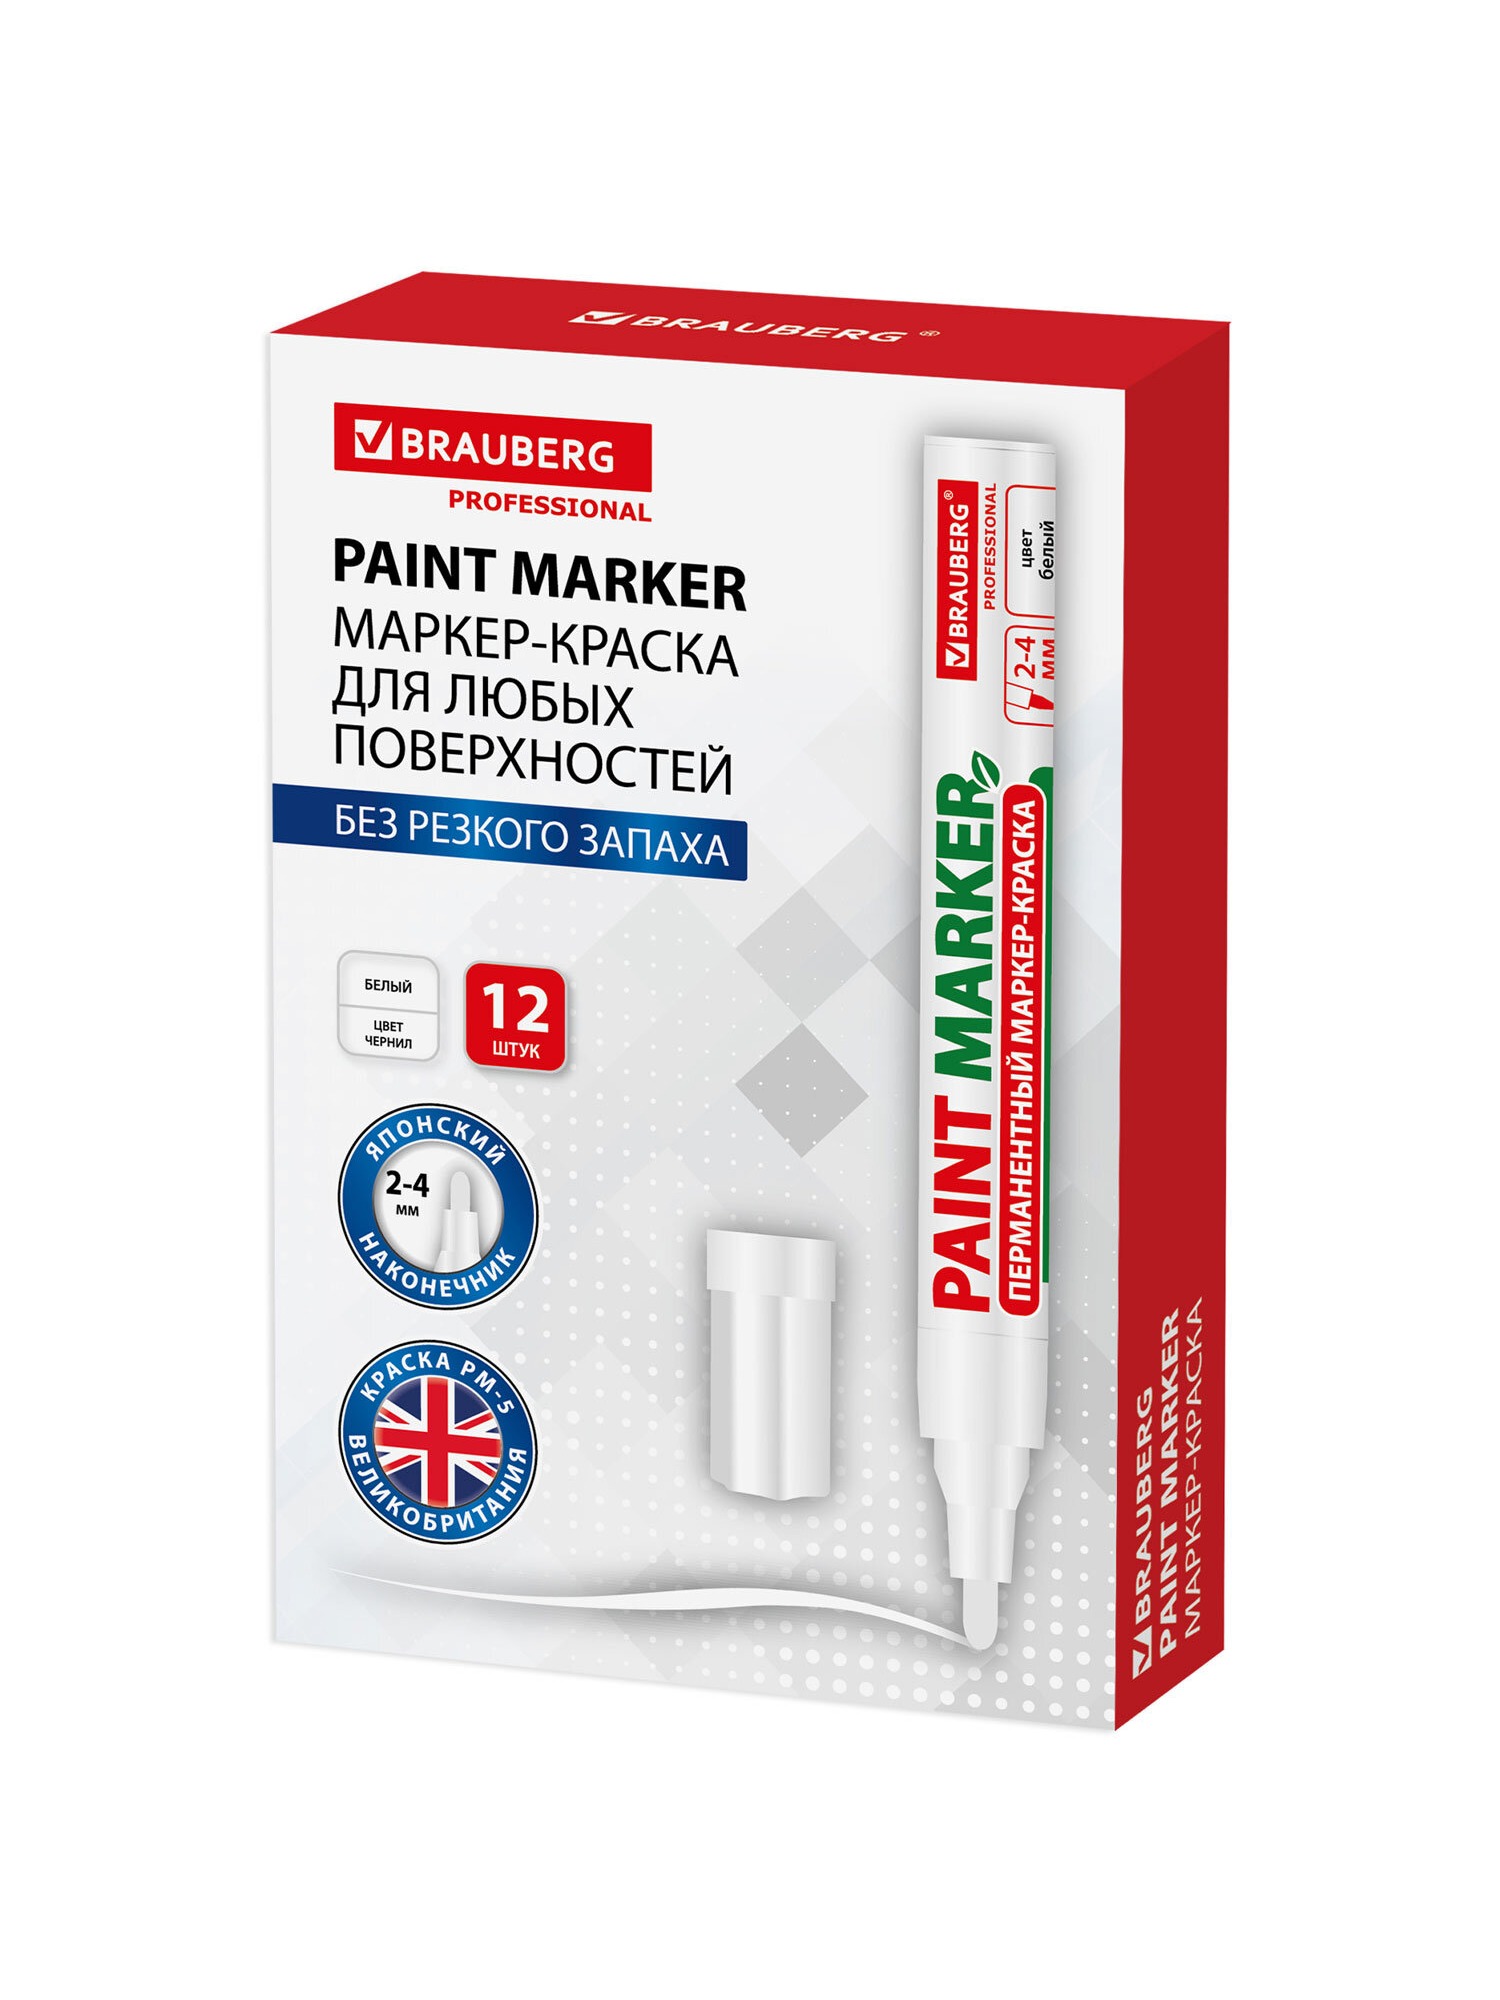 BRAUBERG ®
BRAUBERG
PROFESSIONAL
PAINT MARKER
МАРКЕР-КРАСКА
ДЛЯ ЛЮБЫХ
ПОВЕРХНОСТЕЙ
БЕЗ РЕЗКОГО ЗАПАХА
БЕЛЫЙ
ЦВЕТ
ЧЕРНИЛ
12
ШТУК
ЯПОНСКИЙ
2-4
мм
НАКОНЕЧНИК
КРАСКА PM-5
ВЕЛИКОБРИТАНИЯ
BRAUBERG®
PROFESSIONAL
цвет
белый
2-4
мм
PAINT MARKER
ПЕРМАНЕНТНЫЙ МАРКЕР-КРАСКА
BRAUBERG
PAINT MARKER
МАРКЕР-КРАСКА